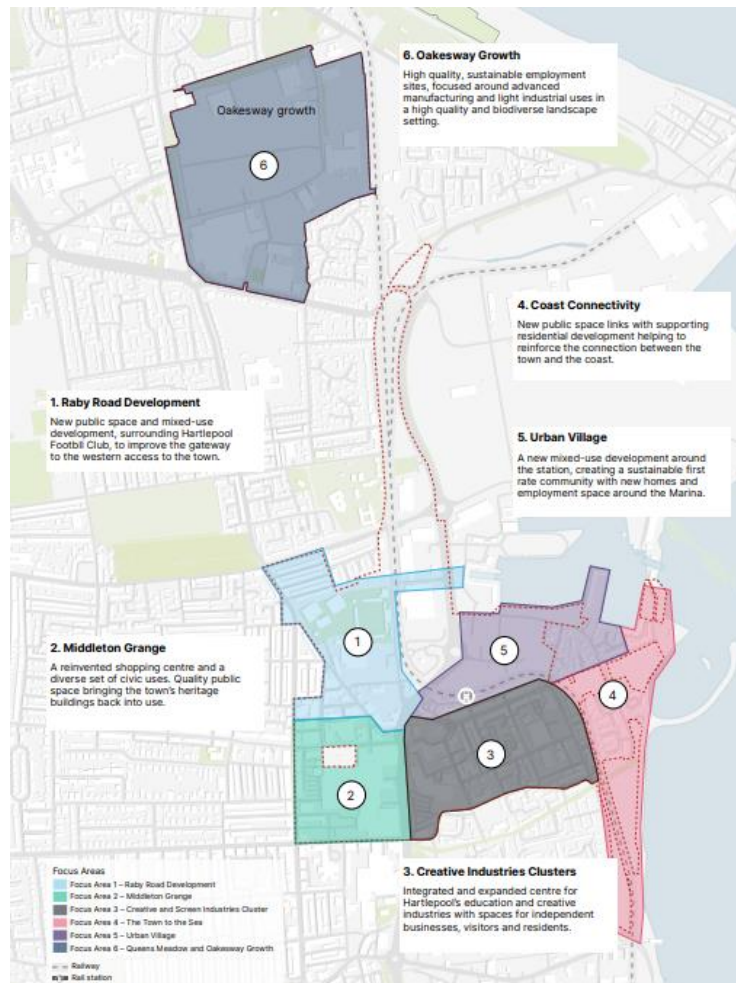 6. Oakesway Growth
High quality, sustainable employment
sites, focused around advanced
manufacturing and light industrial uses in
a high quality and biodiverse landscape
setting.
Oakesway growth
6
4. Coast Connectivity
New public space links with supporting
residential development helping to
reinforce the connection between the
town and the coast.
1. Raby Road Development
New public space and mixed-use
development, surrounding Hartlepool
Footbll Club, to improve the gateway
to the western access to the town.
5. Urban Village
A new mixed-use development around
the station, creating a sustainable first
rate community with new homes and
employment space around the Marina.
1
5
2. Middleton Grange
A reinvented shopping centre and a
diverse set of civic uses. Quality public
space bringing the town's heritage
buildings back into use.
4
3
2
3. Creative Industries Clusters
Integrated and expanded centre for
Hartlepool's education and creative
industries with spaces for independent
businesses, visitors and residents.
Focus Areas
Focus Area 1 – Raby Road Development
Focus Area 2 – Middleton Grange
Focus Area 3 – Creative and Screen Industries Cluster
Focus Area 4 – The Town to the Sea
Focus Area 5 – Urban Village
Focus Area 6 – Queens Meadow and Oakesway Growth
Railway
Rail station